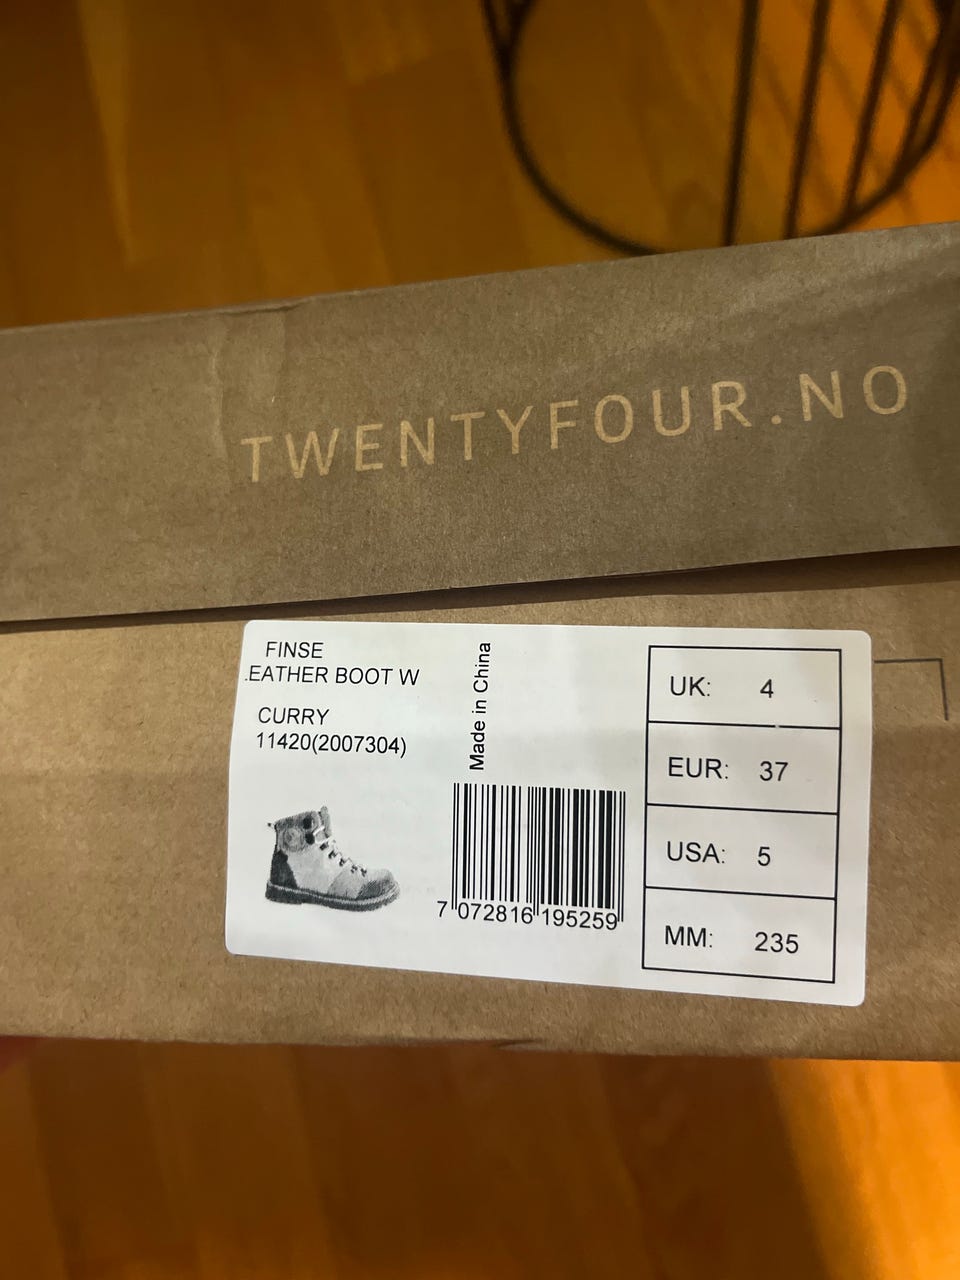 TWENTYFOUR.NO
FINSE
.EATHER BOOT W
CURRY
11420(2007304)
Made in China
7 072816 195259
UK: 4
EUR: 37
USA: 5
MM: 235